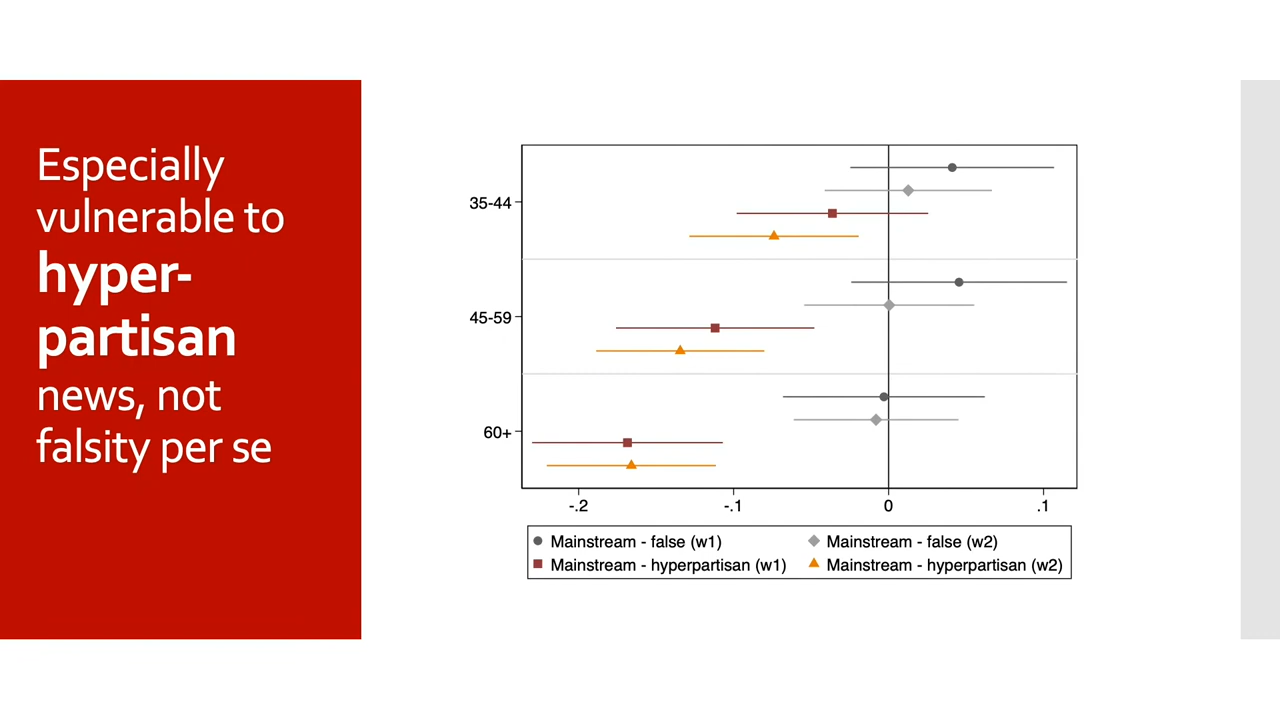 Especially
vulnerable to
hyper-
partisan
news, not
falsity per se
35-44
45-59
60+
-.2
-.1
0
.1
Mainstream - false (w1)
Mainstream - false (w2)
Mainstream - hyperpartisan (w1)
Mainstream - hyperpartisan (w2)